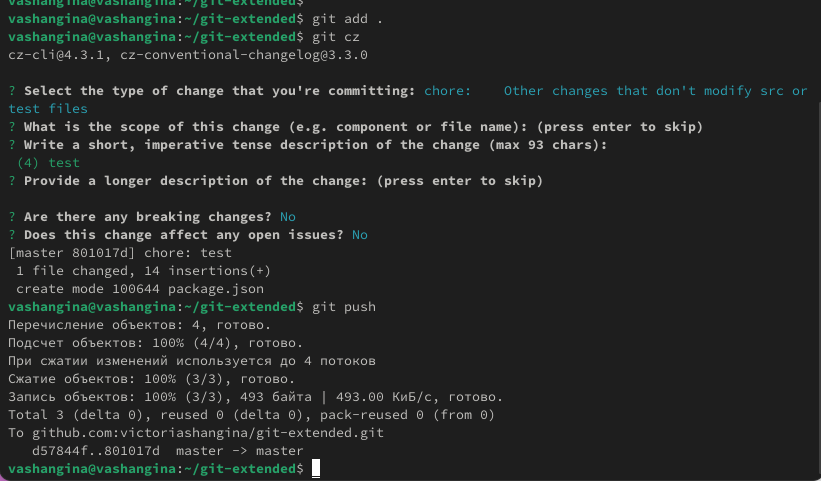 vashangina@vashangina:~/git-extended$
vashangina@vashangina:~/git-extended$ git add .
vashangina@vashangina:~/git-extended$ git cz
cz-cli@4.3.1, cz-conventional-changelog@3.3.0
? Select the type of change that you're committing: chore:    Other changes that don't modify src or
test files
? What is the scope of this change (e.g. component or file name): (press enter to skip)
? Write a short, imperative tense description of the change (max 93 chars):
 (4) test
? Provide a longer description of the change: (press enter to skip)
? Are there any breaking changes? No
? Does this change affect any open issues? No
[master 801017d] chore: test
 1 file changed, 14 insertions(+)
 create mode 100644 package.json
vashangina@vashangina:~/git-extended$ git push
Перечисление объектов: 4, готово.
Подсчет объектов: 100% (4/4), готово.
При сжатии изменений используется до 4 потоков
Сжатие объектов: 100% (3/3), готово.
Запись объектов: 100% (3/3), 493 байта | 493.00 КиБ/с, готово.
Total 3 (delta 0), reused 0 (delta 0), pack-reused 0 (from 0)
To github.com:victoriashangina/git-extended.git
   d57844f..801017d  master -> master
vashangina@vashangina:~/git-extended$